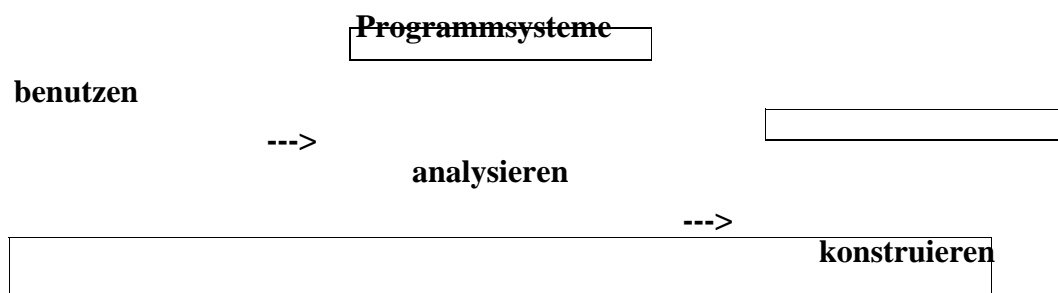 Programmsysteme
benutzen
--->
analysieren
--->
konstruieren